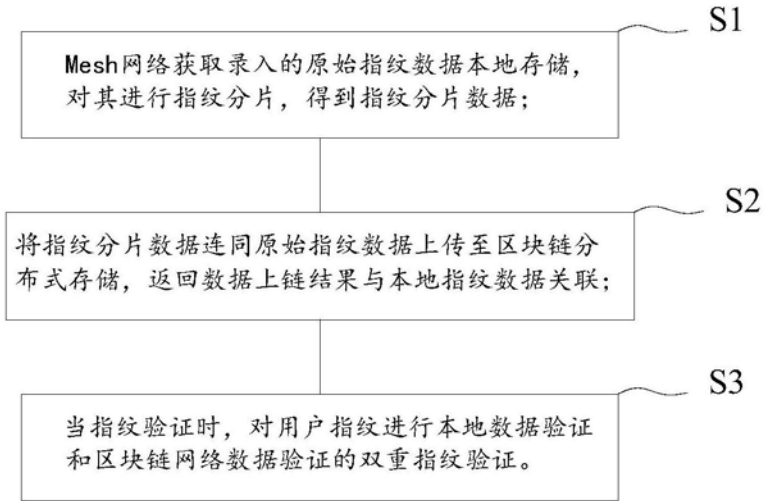 S1
Mesh网络获取录入的原始指纹数据本地存储，
对其进行指纹分片，得到指纹分片数据；
S2
将指纹分片数据连同原始指纹数据上传至区块链分
布式存储，返回数据上链结果与本地指纹数据关联；
S3
当指纹验证时，对用户指纹进行本地数据验证
和区块链网络数据验证的双重指纹验证。